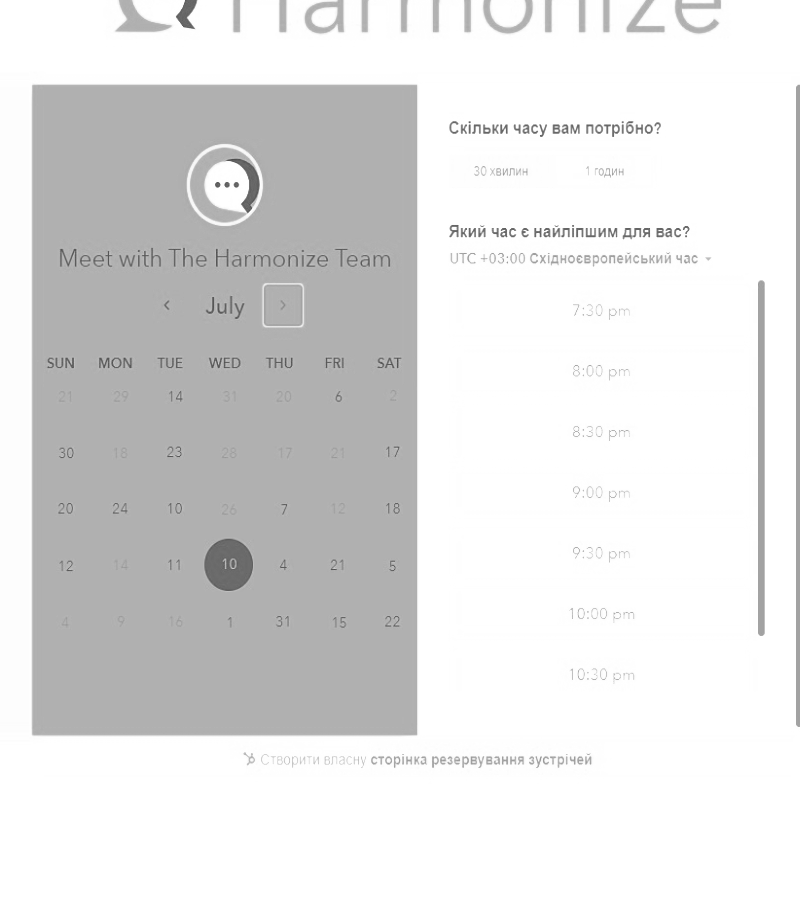 Harmonize
Meet with The Harmonize Team
July
SUN MON TUE WED THU FRI SAT
21 29 14 31 20 6 2
30 18 23 28 17 21 17
20 24 10 26 7 12 18
12 14 11 10 4 21 5
4 9 16 1 31 15 22
Скільки часу вам потрібно?
30 хвилин 1 годин
Який час є найліпшим для вас?
UTC +03:00 Східноєвропейський час
7:30 pm
8:00 pm
8:30 pm
9:00 pm
9:30 pm
10:00 pm
10:30 pm
Створити власну сторінка резервування зустрічей